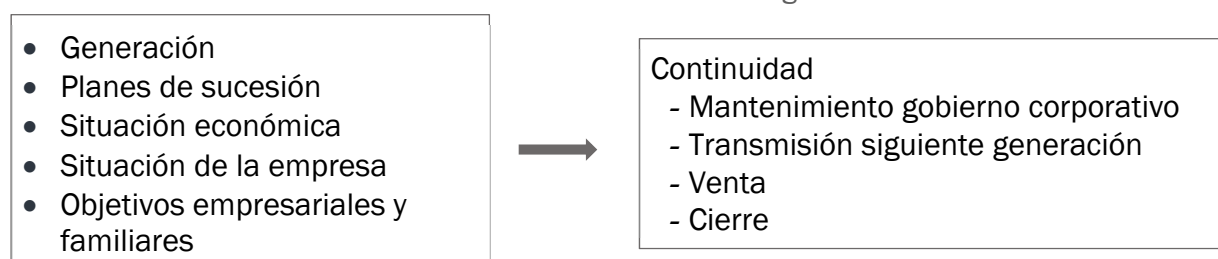 • Generación
• Planes de sucesión
• Situación económica
• Situación de la empresa
• Objetivos empresariales y
familiares
Continuidad
- Mantenimiento gobierno corporativo
- Transmisión siguiente generación
- Venta
- Cierre